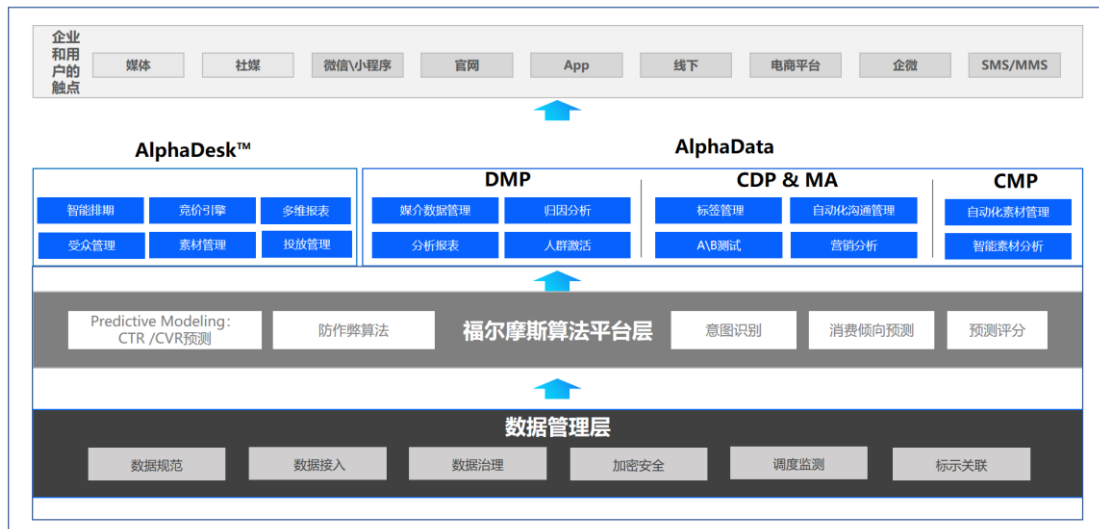 企业
和用
户的
触点
媒体
社媒
微信\小程序
官网
App
线下
电商平台
企微
SMS/MMS
AlphaDesk™
AlphaData
DMP
CDP & MA
CMP
智能排期
竞价引擎
多维报表
媒介数据管理
归因分析
标签管理
自动化沟通管理
自动化素材管理
受众管理
素材管理
投放管理
分析报表
人群激活
A\B测试
营销分析
智能素材分析
Predictive Modeling:
CTR /CVR预测
防作弊算法
福尔摩斯算法平台层
意图识别
消费倾向预测
预测评分
数据管理层
数据规范
数据接入
数据治理
加密安全
调度监测
标示关联